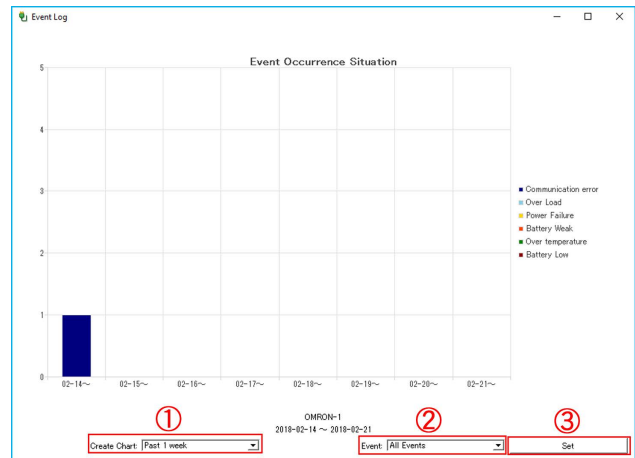 Event Log
Event Occurrence Situation
5
4
3
2
1
0
02-14～ 02-15～ 02-16～ 02-17～ 02-18～ 02-19～ 02-20～ 02-21～
Communication error
Over Load
Power Failure
Battery Weak
Over temperature
Battery Low
OMRON-1
2018-02-14 ～ 2018-02-21
① ② ③
Create Chart: Past 1 week Event: All Events Set